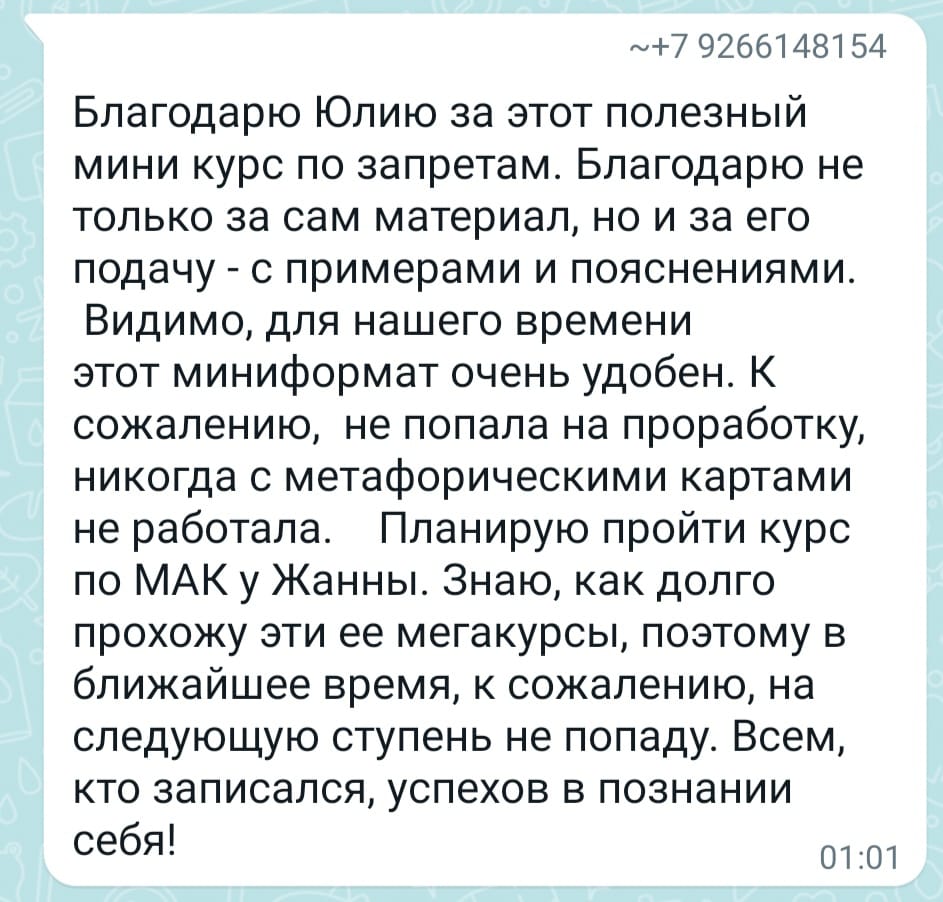 ~+7 9266148154
Благодарю Юлию за этот полезный
мини курс по запретам. Благодарю не
только за сам материал, но и за его
подачу - с примерами и пояснениями.
Видимо, для нашего времени
этот миниформат очень удобен. К
сожалению,  не попала на проработку,
никогда с метафорическими картами
не работала.    Планирую пройти курс
по МАК у Жанны. Знаю, как долго
прохожу эти ее мегакурсы, поэтому в
ближайшее время, к сожалению, на
следующую ступень не попаду. Всем,
кто записался, успехов в познании
себя!
01:01